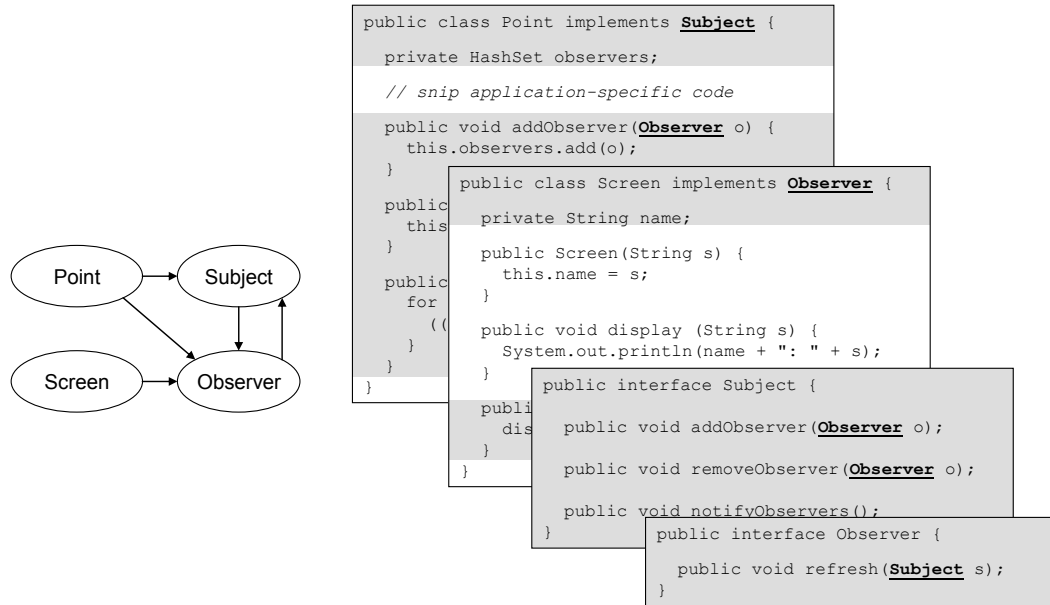 Point
Subject
Screen
Observer
public class Point implements Subject {
private HashSet observers;
// snip application-specific code
public void addObserver(Observer o) {
this.observers.add(o);
}
public
this
}
public
for
((
}
}
}
public class Screen implements Observer {
private String name;
public Screen(String s) {
this.name = s;
}
public void display (String s) {
System.out.println(name + ": " + s);
}
publi
dis
}
}
public interface Subject {
public void addObserver(Observer o);
public void removeObserver(Observer o);
public void notifyObservers();
}
public interface Observer {
public void refresh(Subject s);
}